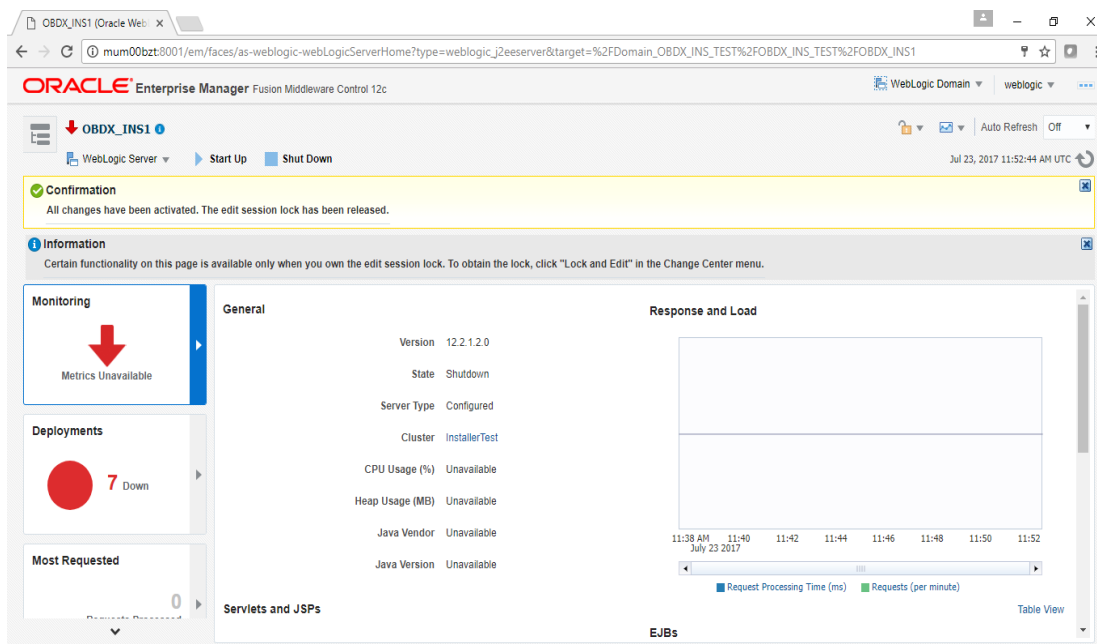 OBDX_INS1 (Oracle Web
mum00bzt:8001/em/faces/as-weblogic-webLogicServerHome?type=weblogic_j2eeserver&target=%2FDomain_OBDX_INS_TEST%2FOBDX_INS_TEST%2FOBDX_INS1
ORACLE Enterprise Manager Fusion Middleware Control 12c
WebLogic Domain
weblogic
OBDX_INS1
Auto Refresh Off
WebLogic Server
Start Up
Shut Down
Jul 23, 2017 11:52:44 AM UTC
Confirmation
All changes have been activated. The edit session lock has been released.
Information
Certain functionality on this page is available only when you own the edit session lock. To obtain the lock, click "Lock and Edit" in the Change Center menu.
Monitoring
Metrics Unavailable
Deployments
7 Down
Most Requested
0
Requests Processed
General
Version 12.2.1.2.0
State Shutdown
Server Type Configured
Cluster InstallerTest
CPU Usage (%) Unavailable
Heap Usage (MB) Unavailable
Java Vendor Unavailable
Java Version Unavailable
Servlets and JSPs
Response and Load
11:38 AM 11:40 11:42 11:44 11:46 11:48 11:50 11:52
July 23 2017
Request Processing Time (ms) Requests (per minute)
Table View
EJBs